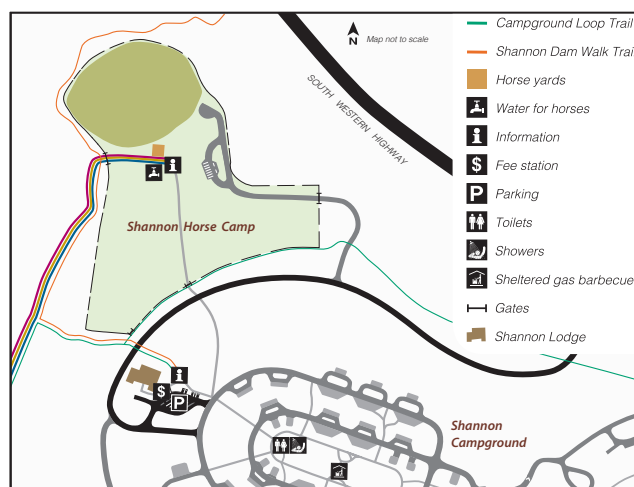 N
Map not to scale
SOUTH WESTERN HIGHWAY
Shannon Horse Camp
i
i
$
P
Shannon
Campground
Campground Loop Trail
Shannon Dam Walk Trail
Horse yards
Water for horses
i
Information
$
Fee station
P
Parking
Toilets
Showers
Sheltered gas barbecue
Gates
Shannon Lodge